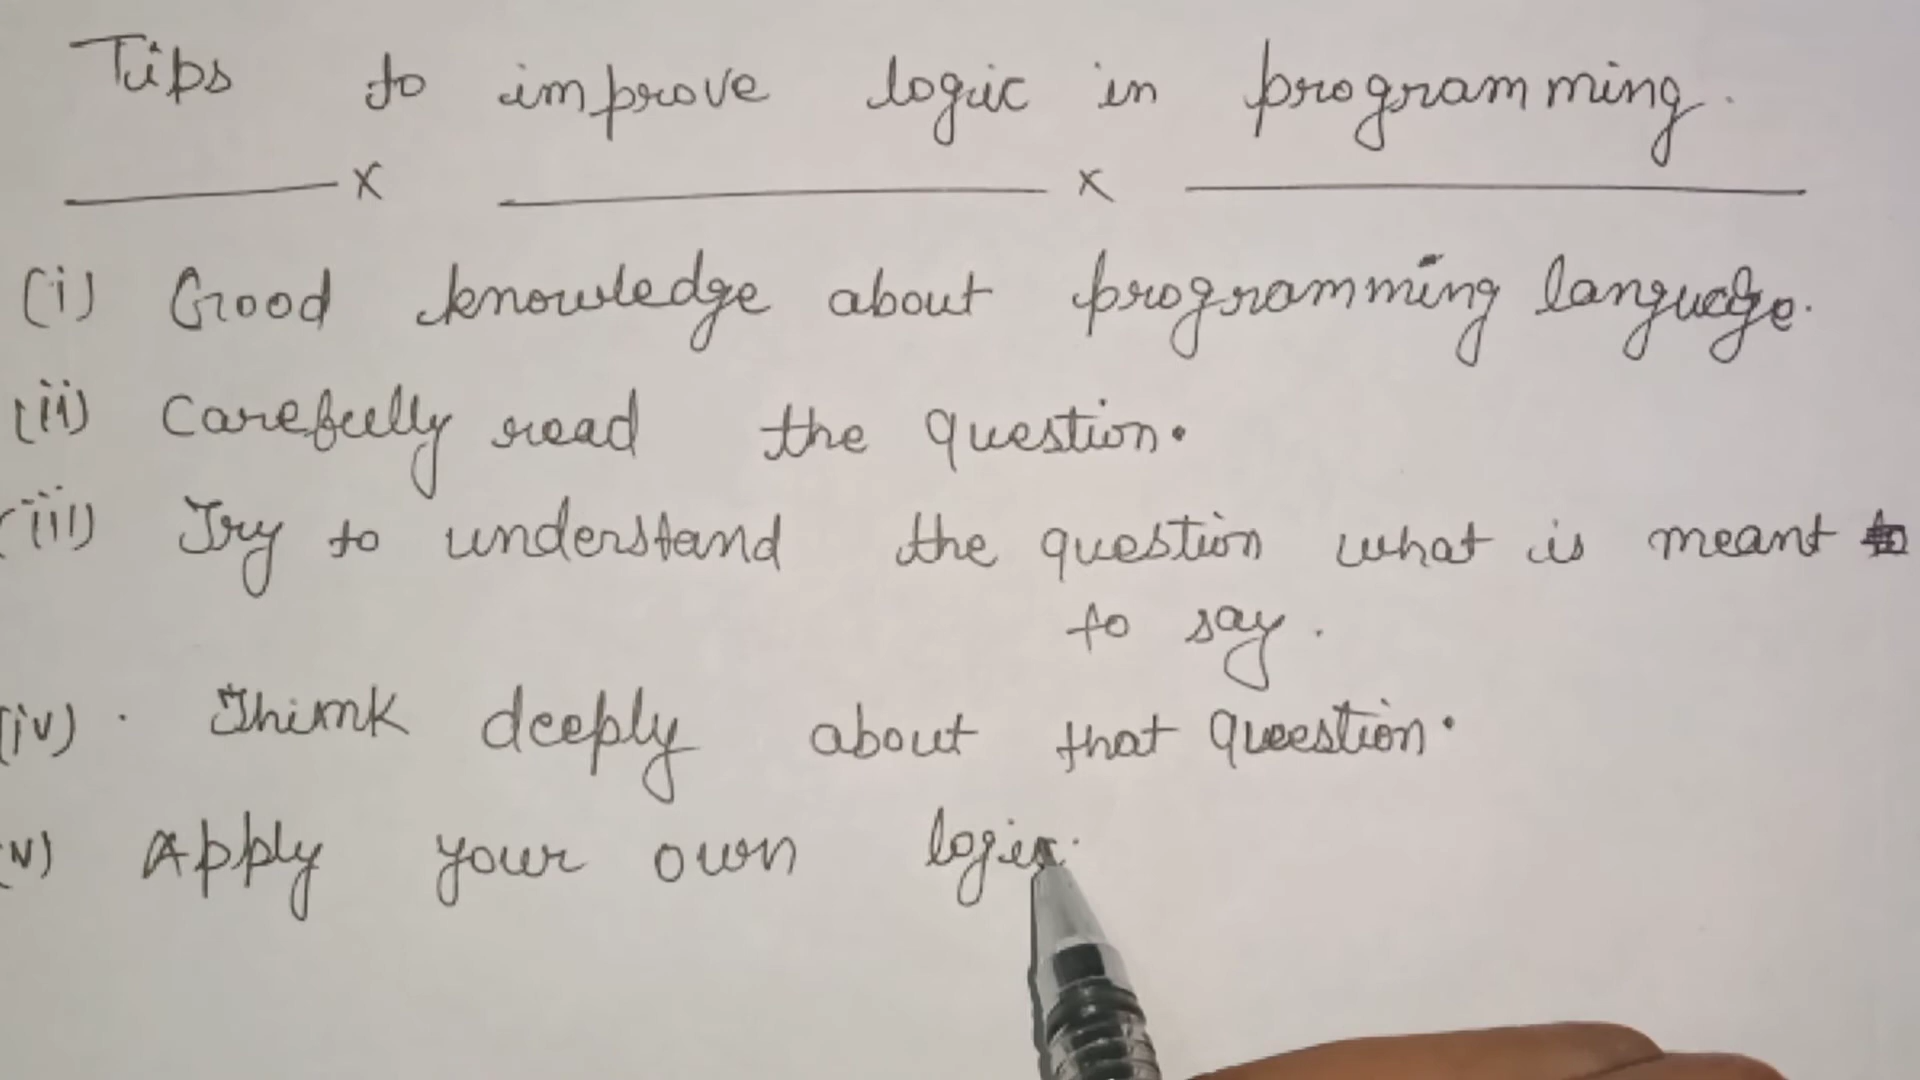 Tips to improve logic in programming.
x x
(i) Good knowledge about programming language.
(ii) Carefully read the question.
(iii) Try to understand the question what is meant
to say.
(iv). Think deeply about that question.
(v) Apply your own logic.